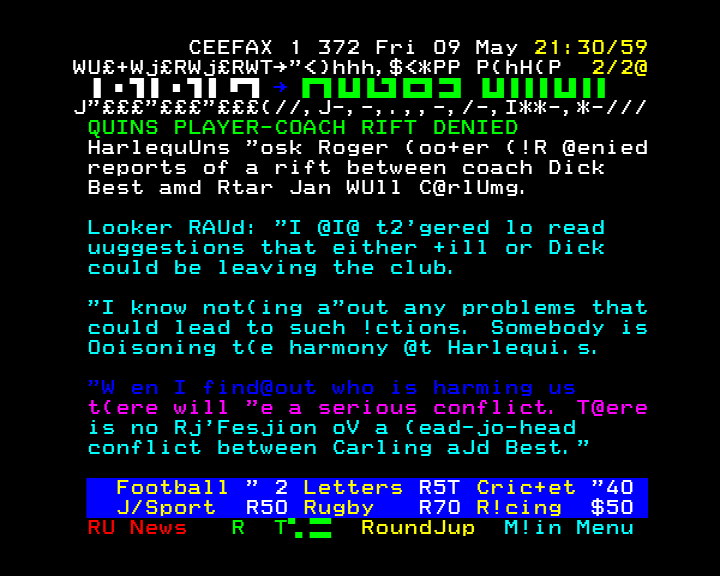 CEEFAX 1 372 Fri 09 May 21:30/59
WU£+Wj£RWj£RWT→"<)hhh,$<*PP P(hH(P 2/2@
J"£££"£££"£££(//,J-,-,.,,-,/-,I**-,*-///
QUINS PLAYER-COACH RIFT DENIED
HarlequUns "osk Roger (oo+er (!R @enied
reports of a rift between coach Dick
Best amd Rtar Jan WUll C@rlUmg.
Looker RAUd: "I @I@ t2'gered lo read
uuggestions that either +ill or Dick
could be leaving the club.
"I know not(ing a"out any problems that
could lead to such !ctions. Somebody is
Ooisoning t(e harmony @t Harlequi.s.
"W en I find@out who is harming us
t(ere will "e a serious conflict. T@ere
is no Rj'Fesjion oV a (ead-jo-head
conflict between Carling aJd Best."
Football " 2 Letters R5T Cric+et "40
J/Sport R50 Rugby R70 R!cing $50
RU News R T RoundJup M!in Menu